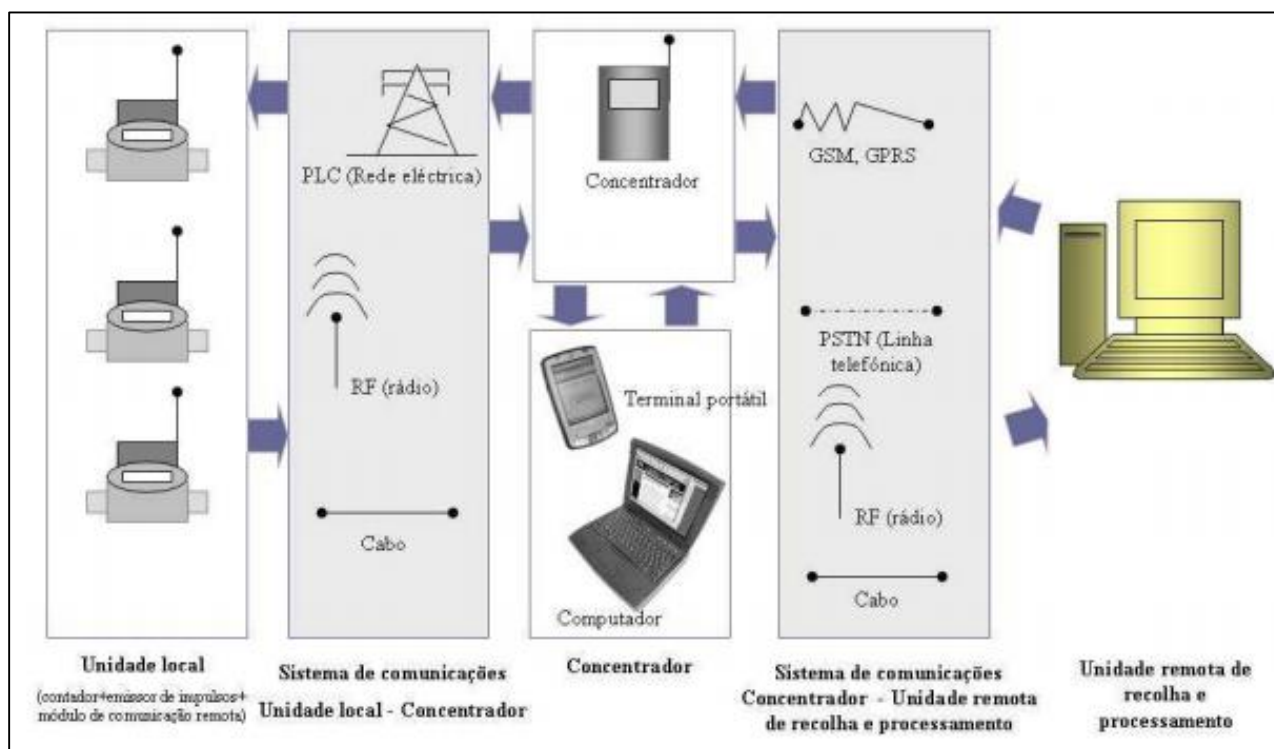 PLC (Rede eléctrica)
RF (rádio)
Cabo
Concentrador
Terminal portátil
Computador
GSM, GPRS
PSTN (Linha
telefónica)
RF (rádio)
Cabo
Unidade local
(contador+emissor de impulsos+
módulo de comunicação remota)
Sistema de comunicações
Unidade local - Concentrador
Concentrador
Sistema de comunicações
Concentrador - Unidade remota
de recolha e processamento
Unidade remota de
recolha e
processamento